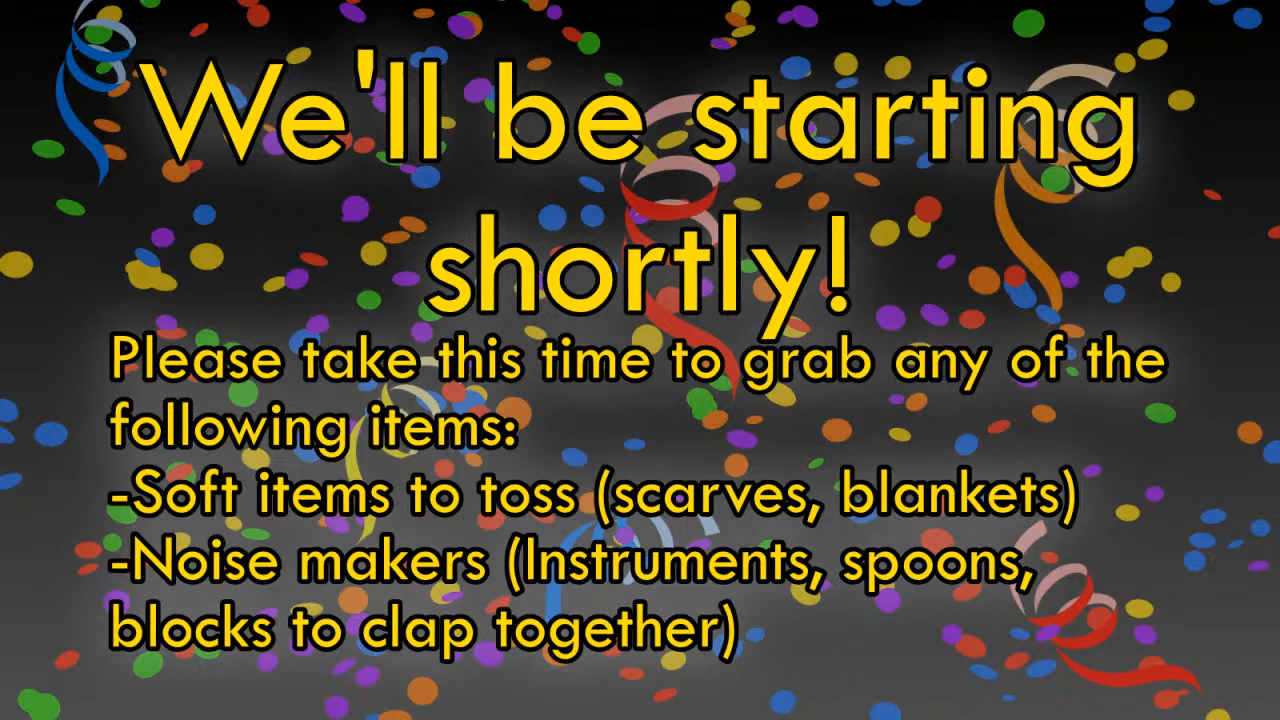 We'll be starting
shortly!
Please take this time to grab any of the
following items:
-Soft items to toss (scarves, blankets)
-Noise makers (Instruments, spoons,
blocks to clap together)